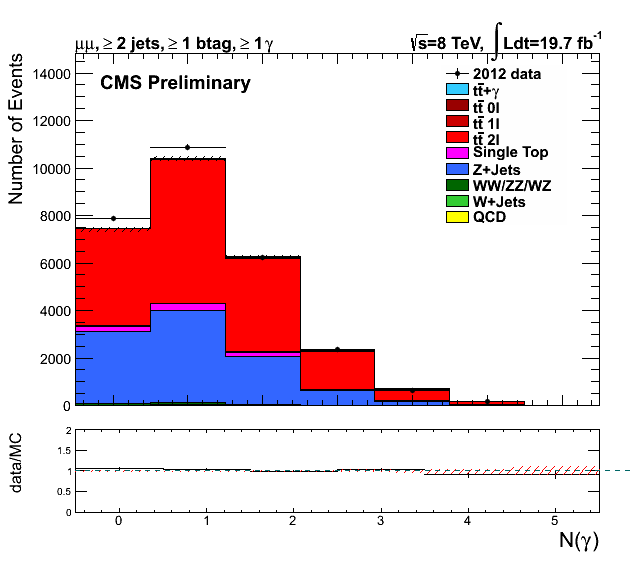 μμ, ≥ 2 jets, ≥ 1 btag, ≥ 1 γ
√s=8 TeV, ∫ Ldt=19.7 fb⁻¹
CMS Preliminary
Number of Events
14000
12000
10000
8000
6000
4000
2000
0
2012 data
tt̄+γ
tt̄ 0l
tt̄ 1l
tt̄ 2l
Single Top
Z+Jets
WW/ZZ/WZ
W+Jets
QCD
data/MC
2
1.5
1
0.5
0
0 1 2 3 4 5
N(γ)